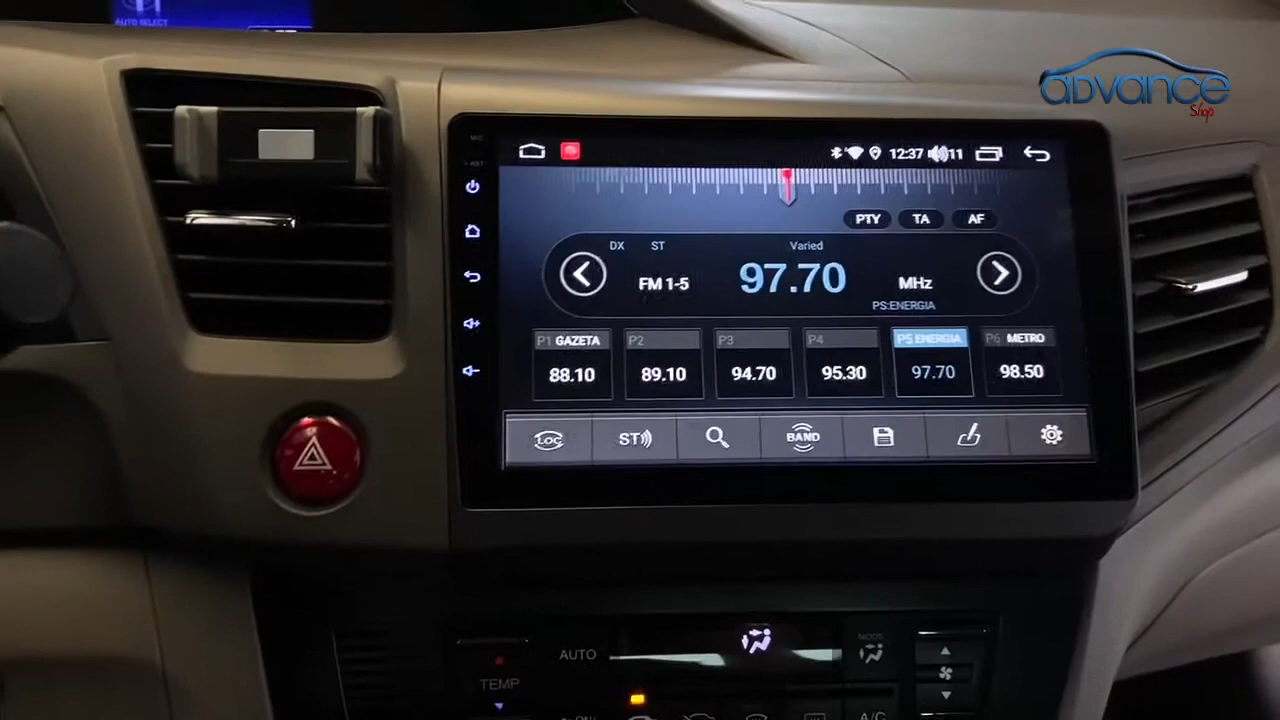 AUTO SELECT
ADVANCE
Shop
MIC
RST
12:37
11
PTY TA AF
DX ST Varied
FM 1-5 97.70 MHz
PS:ENERGIA
P1 GAZETA P2 P3 P4 P5 ENERGIA P6 METRO
88.10 89.10 94.70 95.30 97.70 98.50
LOC ST BAND
AUTO MODE
TEMP
A/C